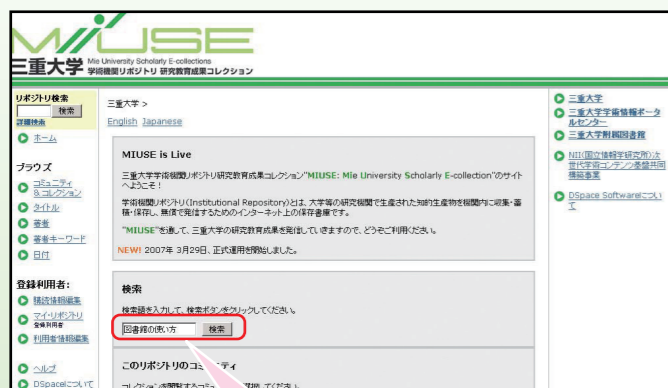 MIUSE
三重大学 Mie University Scholarly E-collections
学術機関リポジトリ 研究教育成果コレクション
リポジトリ検索
検索
詳細検索
ホーム
ブラウズ
コミュニティ
&コレクション
タイトル
著者
著者キーワード
日付
登録利用者:
購読情報編集
マイ・リポジトリ
登録利用者
利用者情報編集
ヘルプ
DSpaceについて
三重大学 >
English Japanese
MIUSE is Live
三重大学学術機関リポジトリ研究教育成果コレクション"MIUSE: Mie University Scholarly E-collection"のサイト
へようこそ!
学術機関リポジトリ(Institutional Repository)とは、大学等の研究機関で生産された知的生産物を機関内に収集・蓄
積・保存し、無償で発信するためのインターネット上の保存書庫です。
"MIUSE"を通して、三重大学の研究教育成果を発信していきますので、どうぞご利用ください。
NEW! 2007年 3月29日、正式運用を開始しました。
検索
検索語を入力して、検索ボタンをクリックしてください。
図書館の使い方 検索
このリポジトリのコミュニティ
三重大学
三重大学学術情報ポータ
ルセンター
三重大学附属図書館
NII(国立情報学研究所)次
世代学術コンテンツ基盤共同
構築事業
DSpace Softwareについ
て